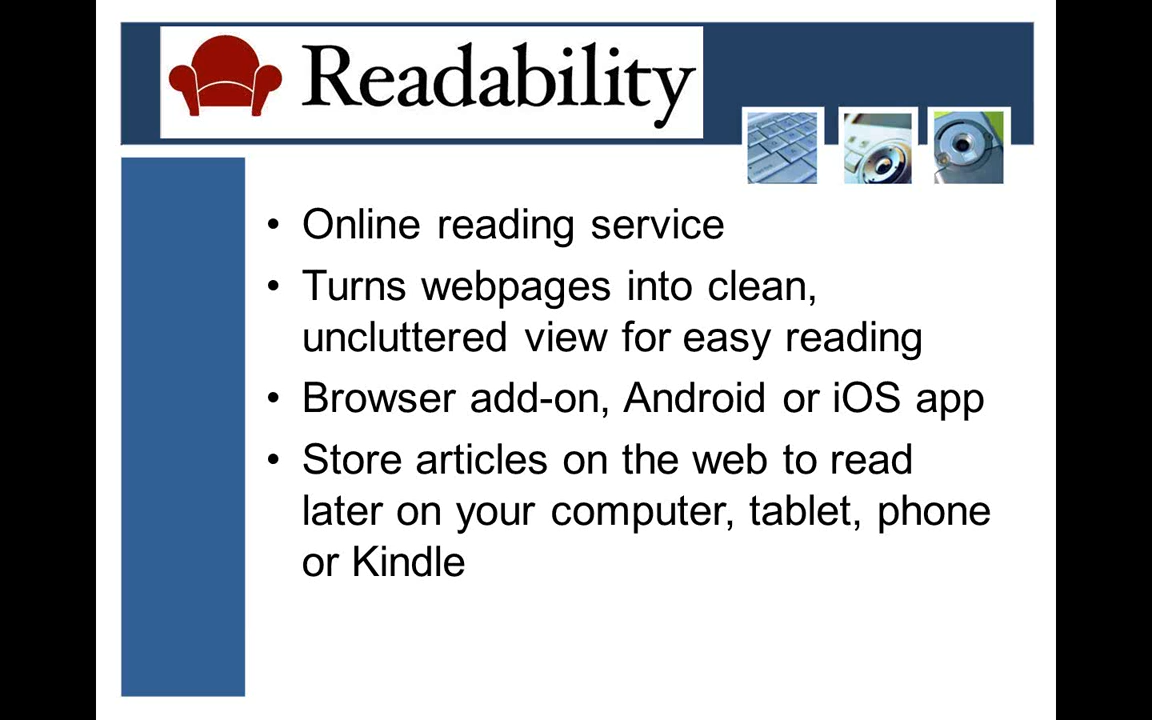 Readability
• Online reading service
• Turns webpages into clean,
uncluttered view for easy reading
• Browser add-on, Android or iOS app
• Store articles on the web to read
later on your computer, tablet, phone
or Kindle